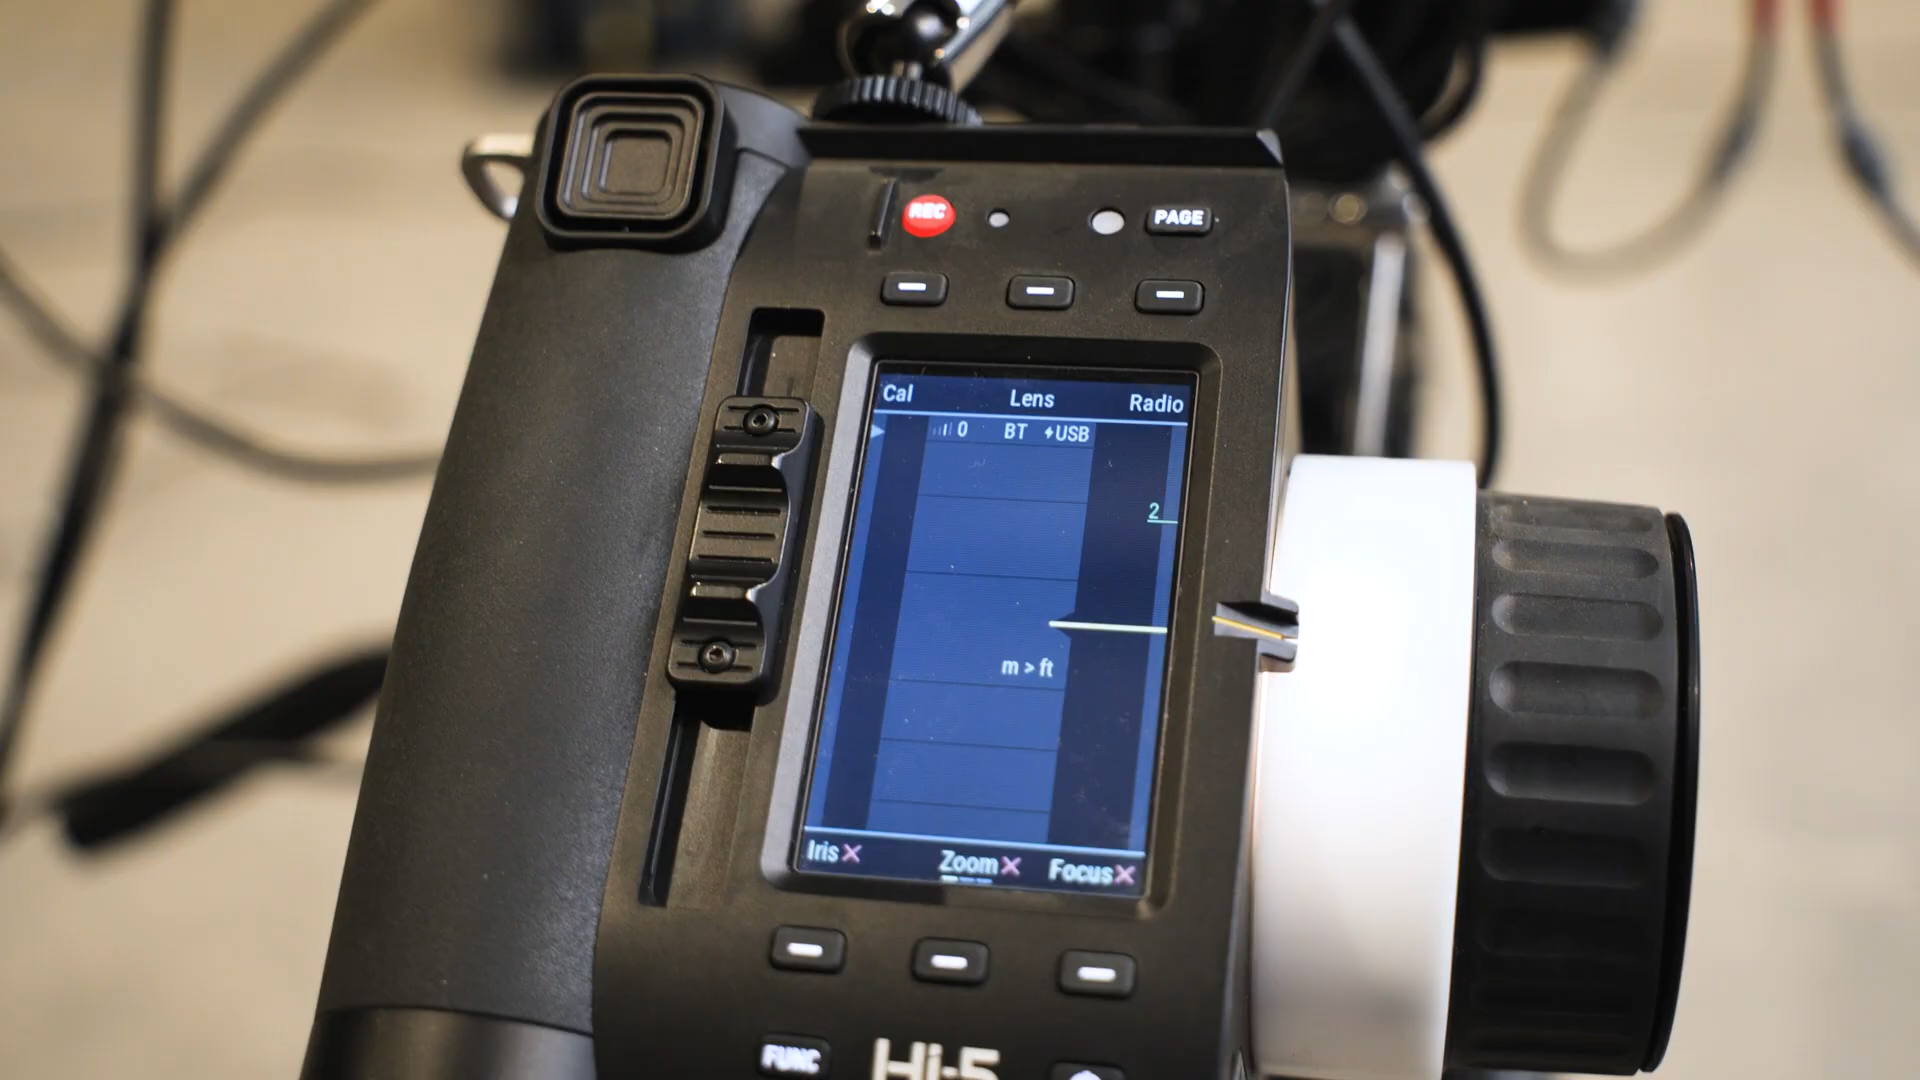 REC
PAGE
Cal Lens Radio
0 BT USB
2
m > ft
Iris Zoom Focus
FUNC
Hi-5